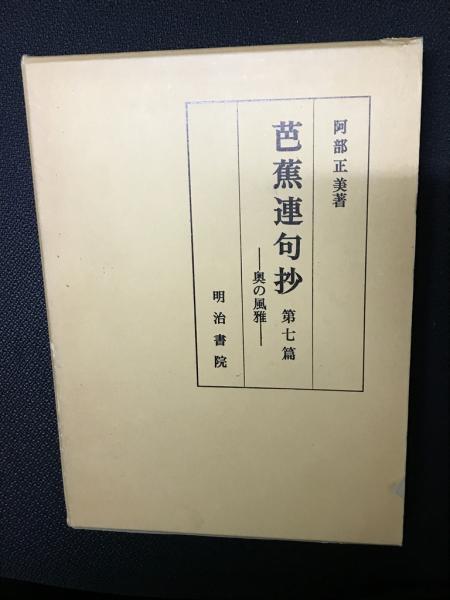 阿部正美著
芭蕉連句抄 第七篇
―奥の風雅―
明治書院